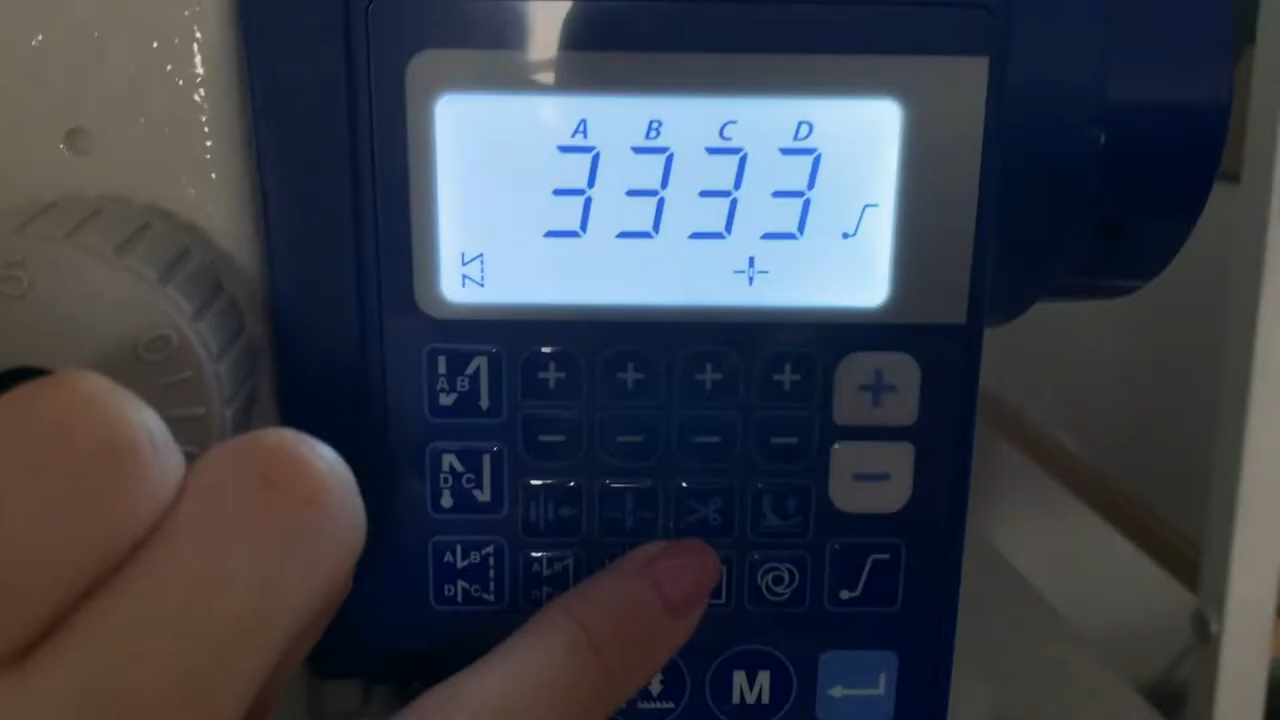 A B C D
3333
A B
+ + + + +
D C
- - - - -
A B
D C
A B
M